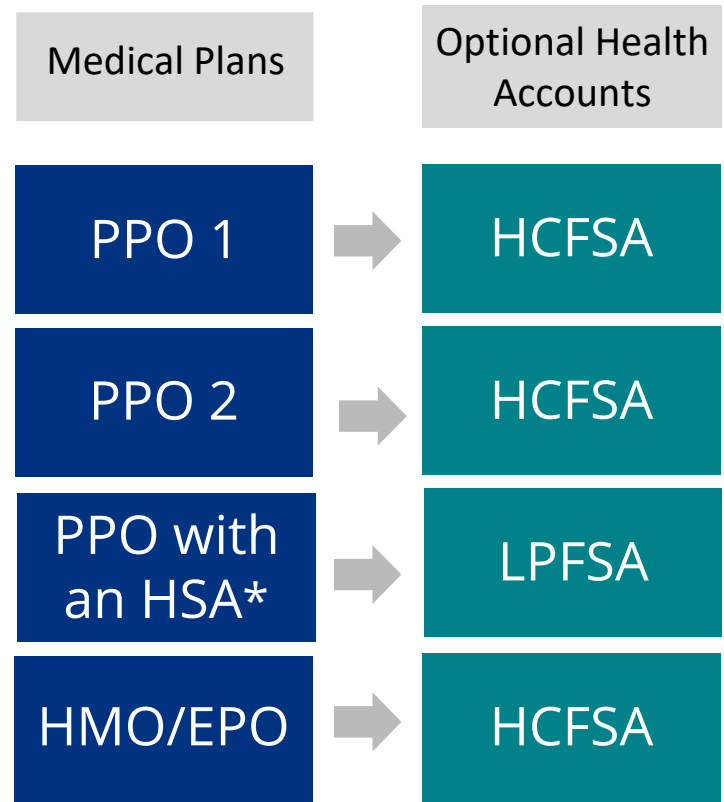 Medical Plans
Optional Health
Accounts
PPO 1
HCFSA
PPO 2
HCFSA
PPO with
an HSA*
LPFSA
HMO/EPO
HCFSA